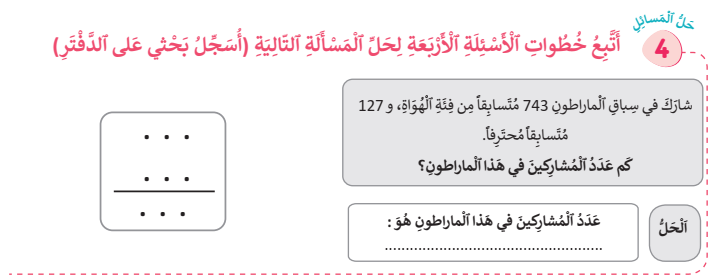 حَلُّ ٱلْمَسائِلِ
4 أَتَّبِعُ خُطُواتِ ٱلْأَسْئِلَةِ ٱلْأَرْبَعَةِ لِحَلِّ ٱلْمَسْأَلَةِ ٱلتّالِيَةِ (أُسَجِّلُ بَحْثي عَلى ٱلدَّفْتَرِ)
شارَكَ في سِباقِ ٱلْماراطونِ 743 مُتَسابِقاً مِن فِئَةِ ٱلْهُوَاةِ، و 127
مُتَسابِقاً مُحتَرِفاً.
كَم عَدَدُ ٱلْمُشارِكينَ في هَذا ٱلْماراطونِ؟
• • •
• • •
• • •
اَلْحَلُّ
عَدَدُ ٱلْمُشارِكينَ في هَذا ٱلْماراطونِ هُوَ :
......................................................